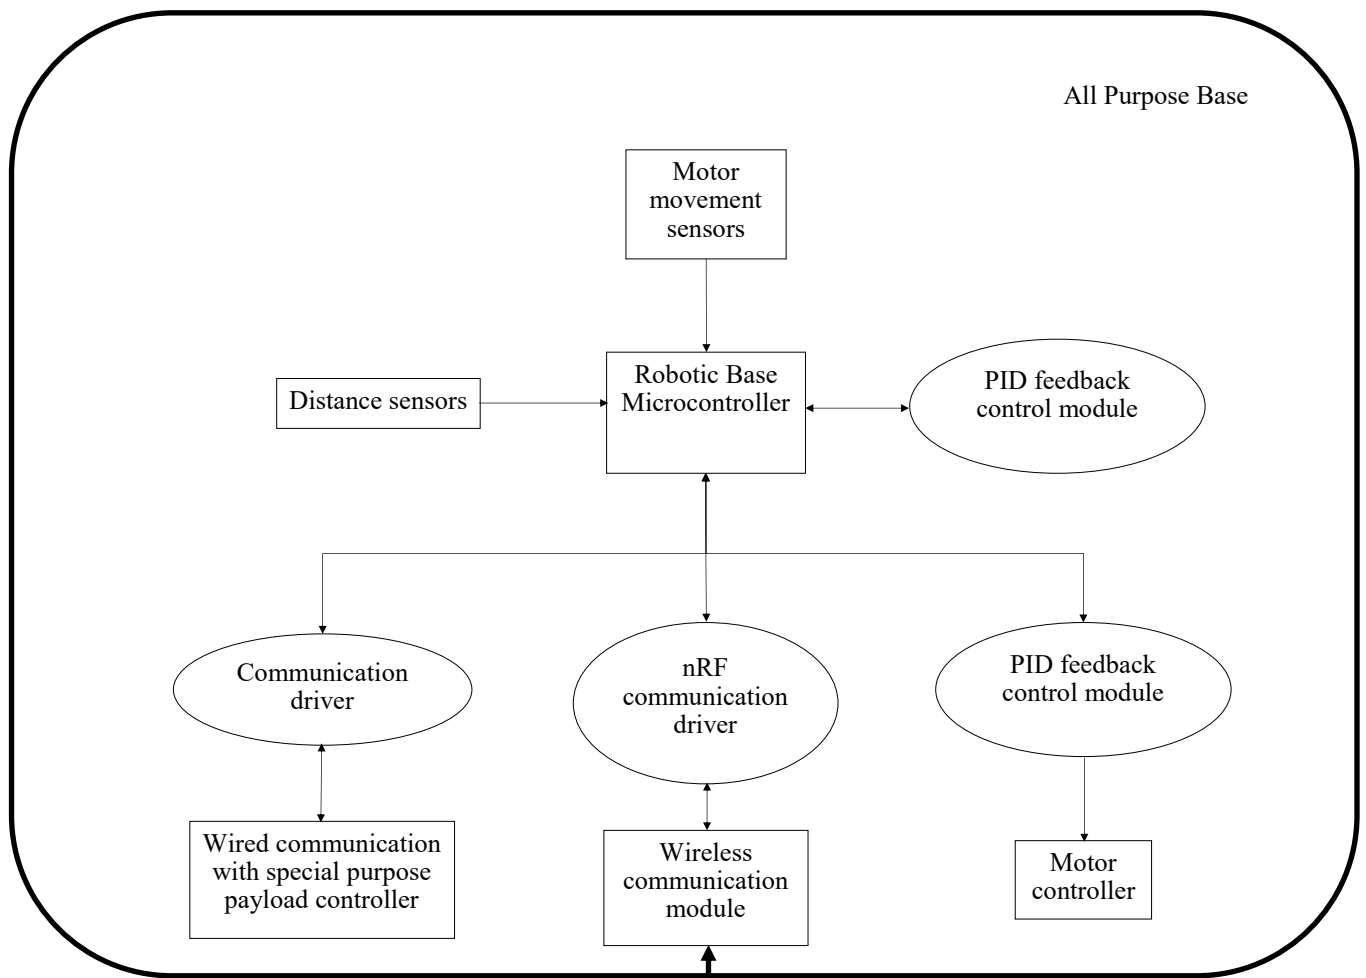 All Purpose Base
Motor
movement
sensors
Distance sensors
Robotic Base
Microcontroller
PID feedback
control module
Communication
driver
nRF
communication
driver
PID feedback
control module
Wired communication
with special purpose
payload controller
Wireless
communication
module
Motor
controller